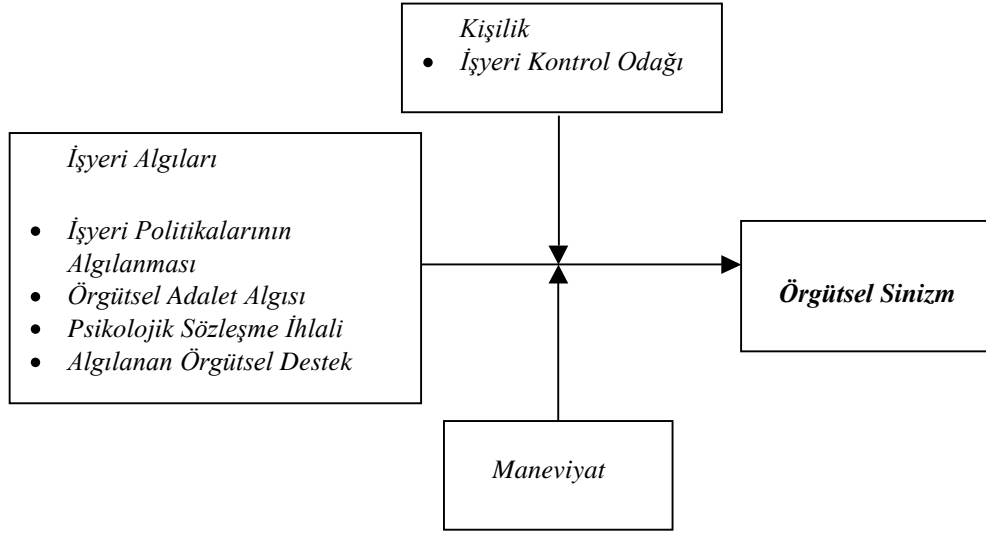 Kişilik
• İşyeri Kontrol Odağı
İşyeri Algıları
• İşyeri Politikalarının
Algılanması
• Örgütsel Adalet Algısı
• Psikolojik Sözleşme İhlali
• Algılanan Örgütsel Destek
Örgütsel Sinizm
Maneviyat